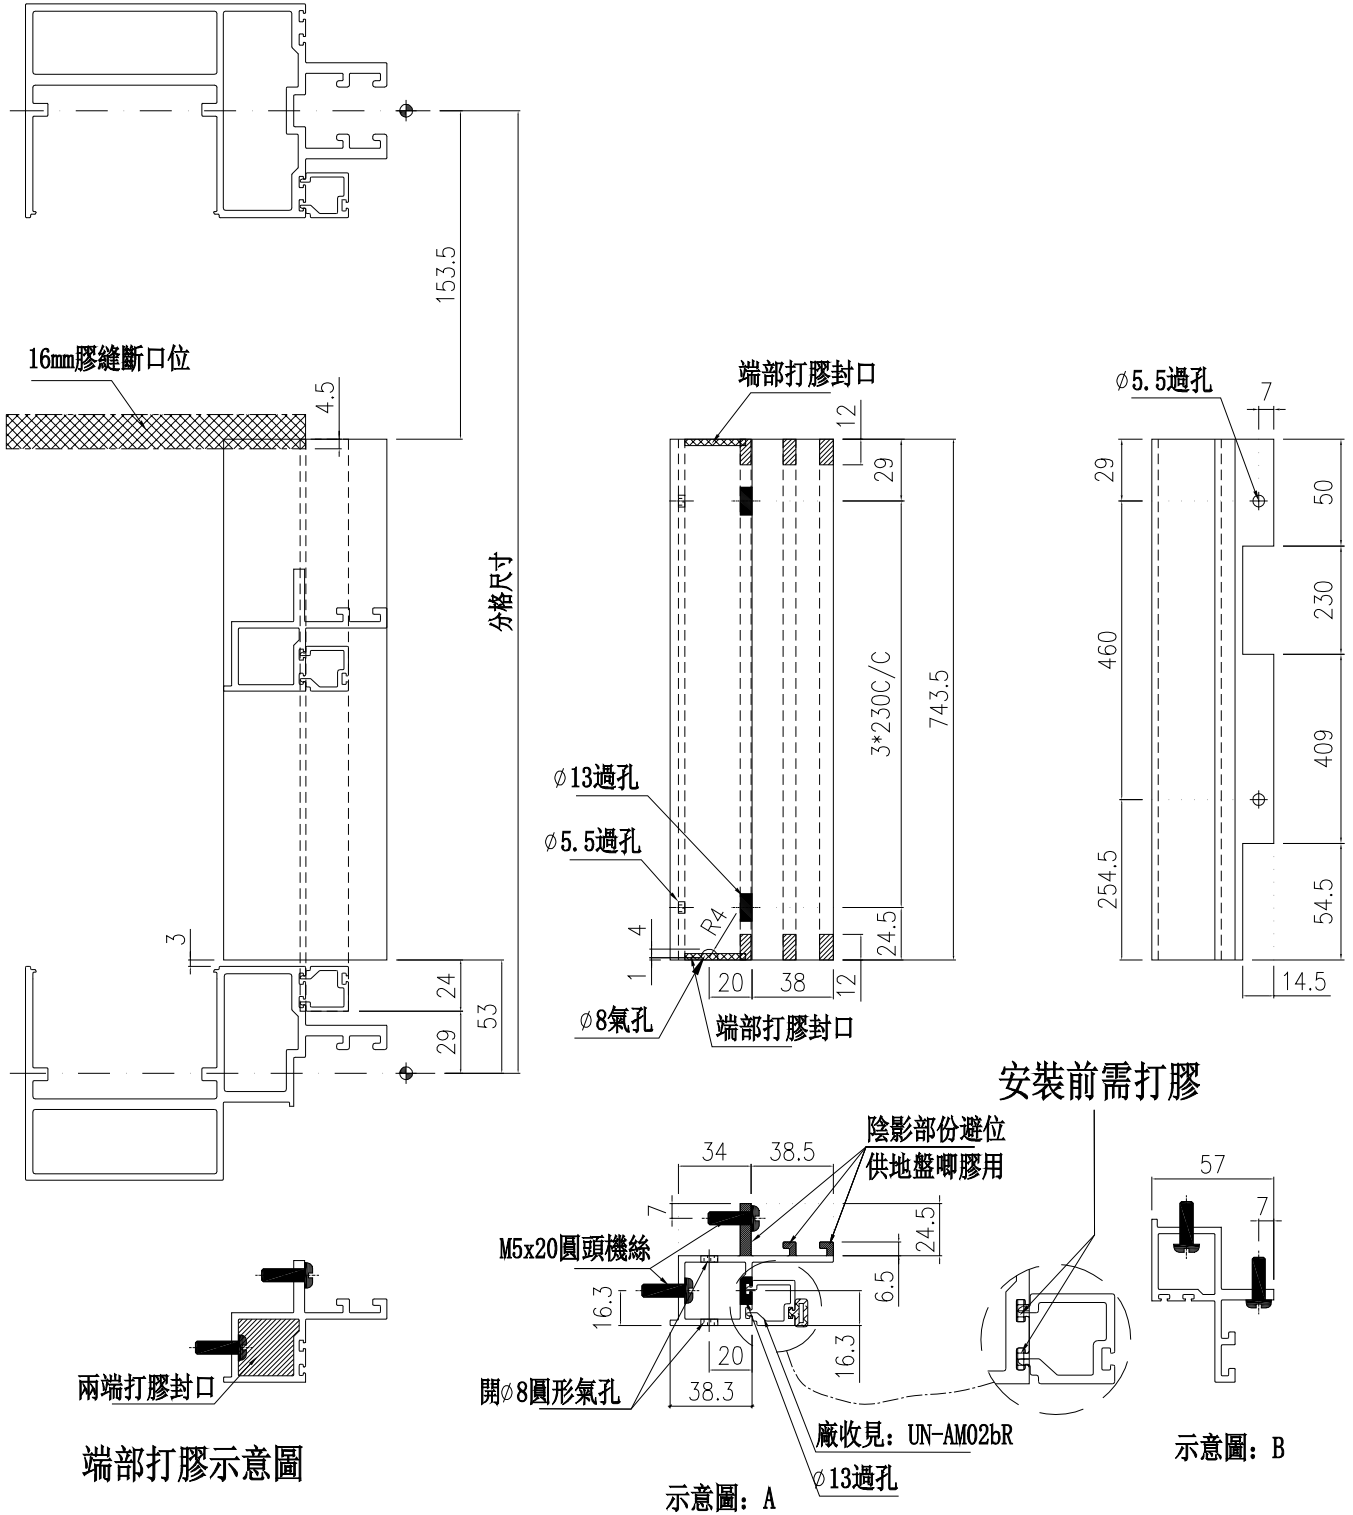 153.5
16mm膠縫斷口位
4.5
分格尺寸
3
24
53
29
端部打膠封口
12
29
3*230C/C
743.5
∅13過孔
∅5.5過孔
R4
4
1
24.5
20
38
12
∅8氣孔
端部打膠封口
∅5.5過孔
7
29
50
230
460
409
254.5
54.5
14.5
安裝前需打膠
陰影部份避位
供地盤唧膠用
34
38.5
7
24.5
M5x20圓頭機絲
6.5
16.3
16.3
20
38.3
開∅8圓形氣孔
廠收見: UN-AM02bR
∅13過孔
示意圖: A
57
7
示意圖: B
兩端打膠封口
端部打膠示意圖